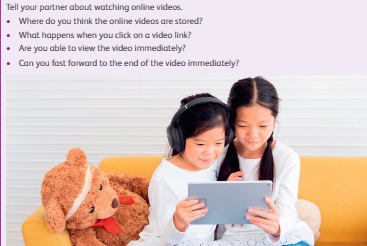 Tell your partner about watching online videos.
• Where do you think the online videos are stored?
• What happens when you click on a video link?
• Are you able to view the video immediately?
• Can you fast forward to the end of the video immediately?